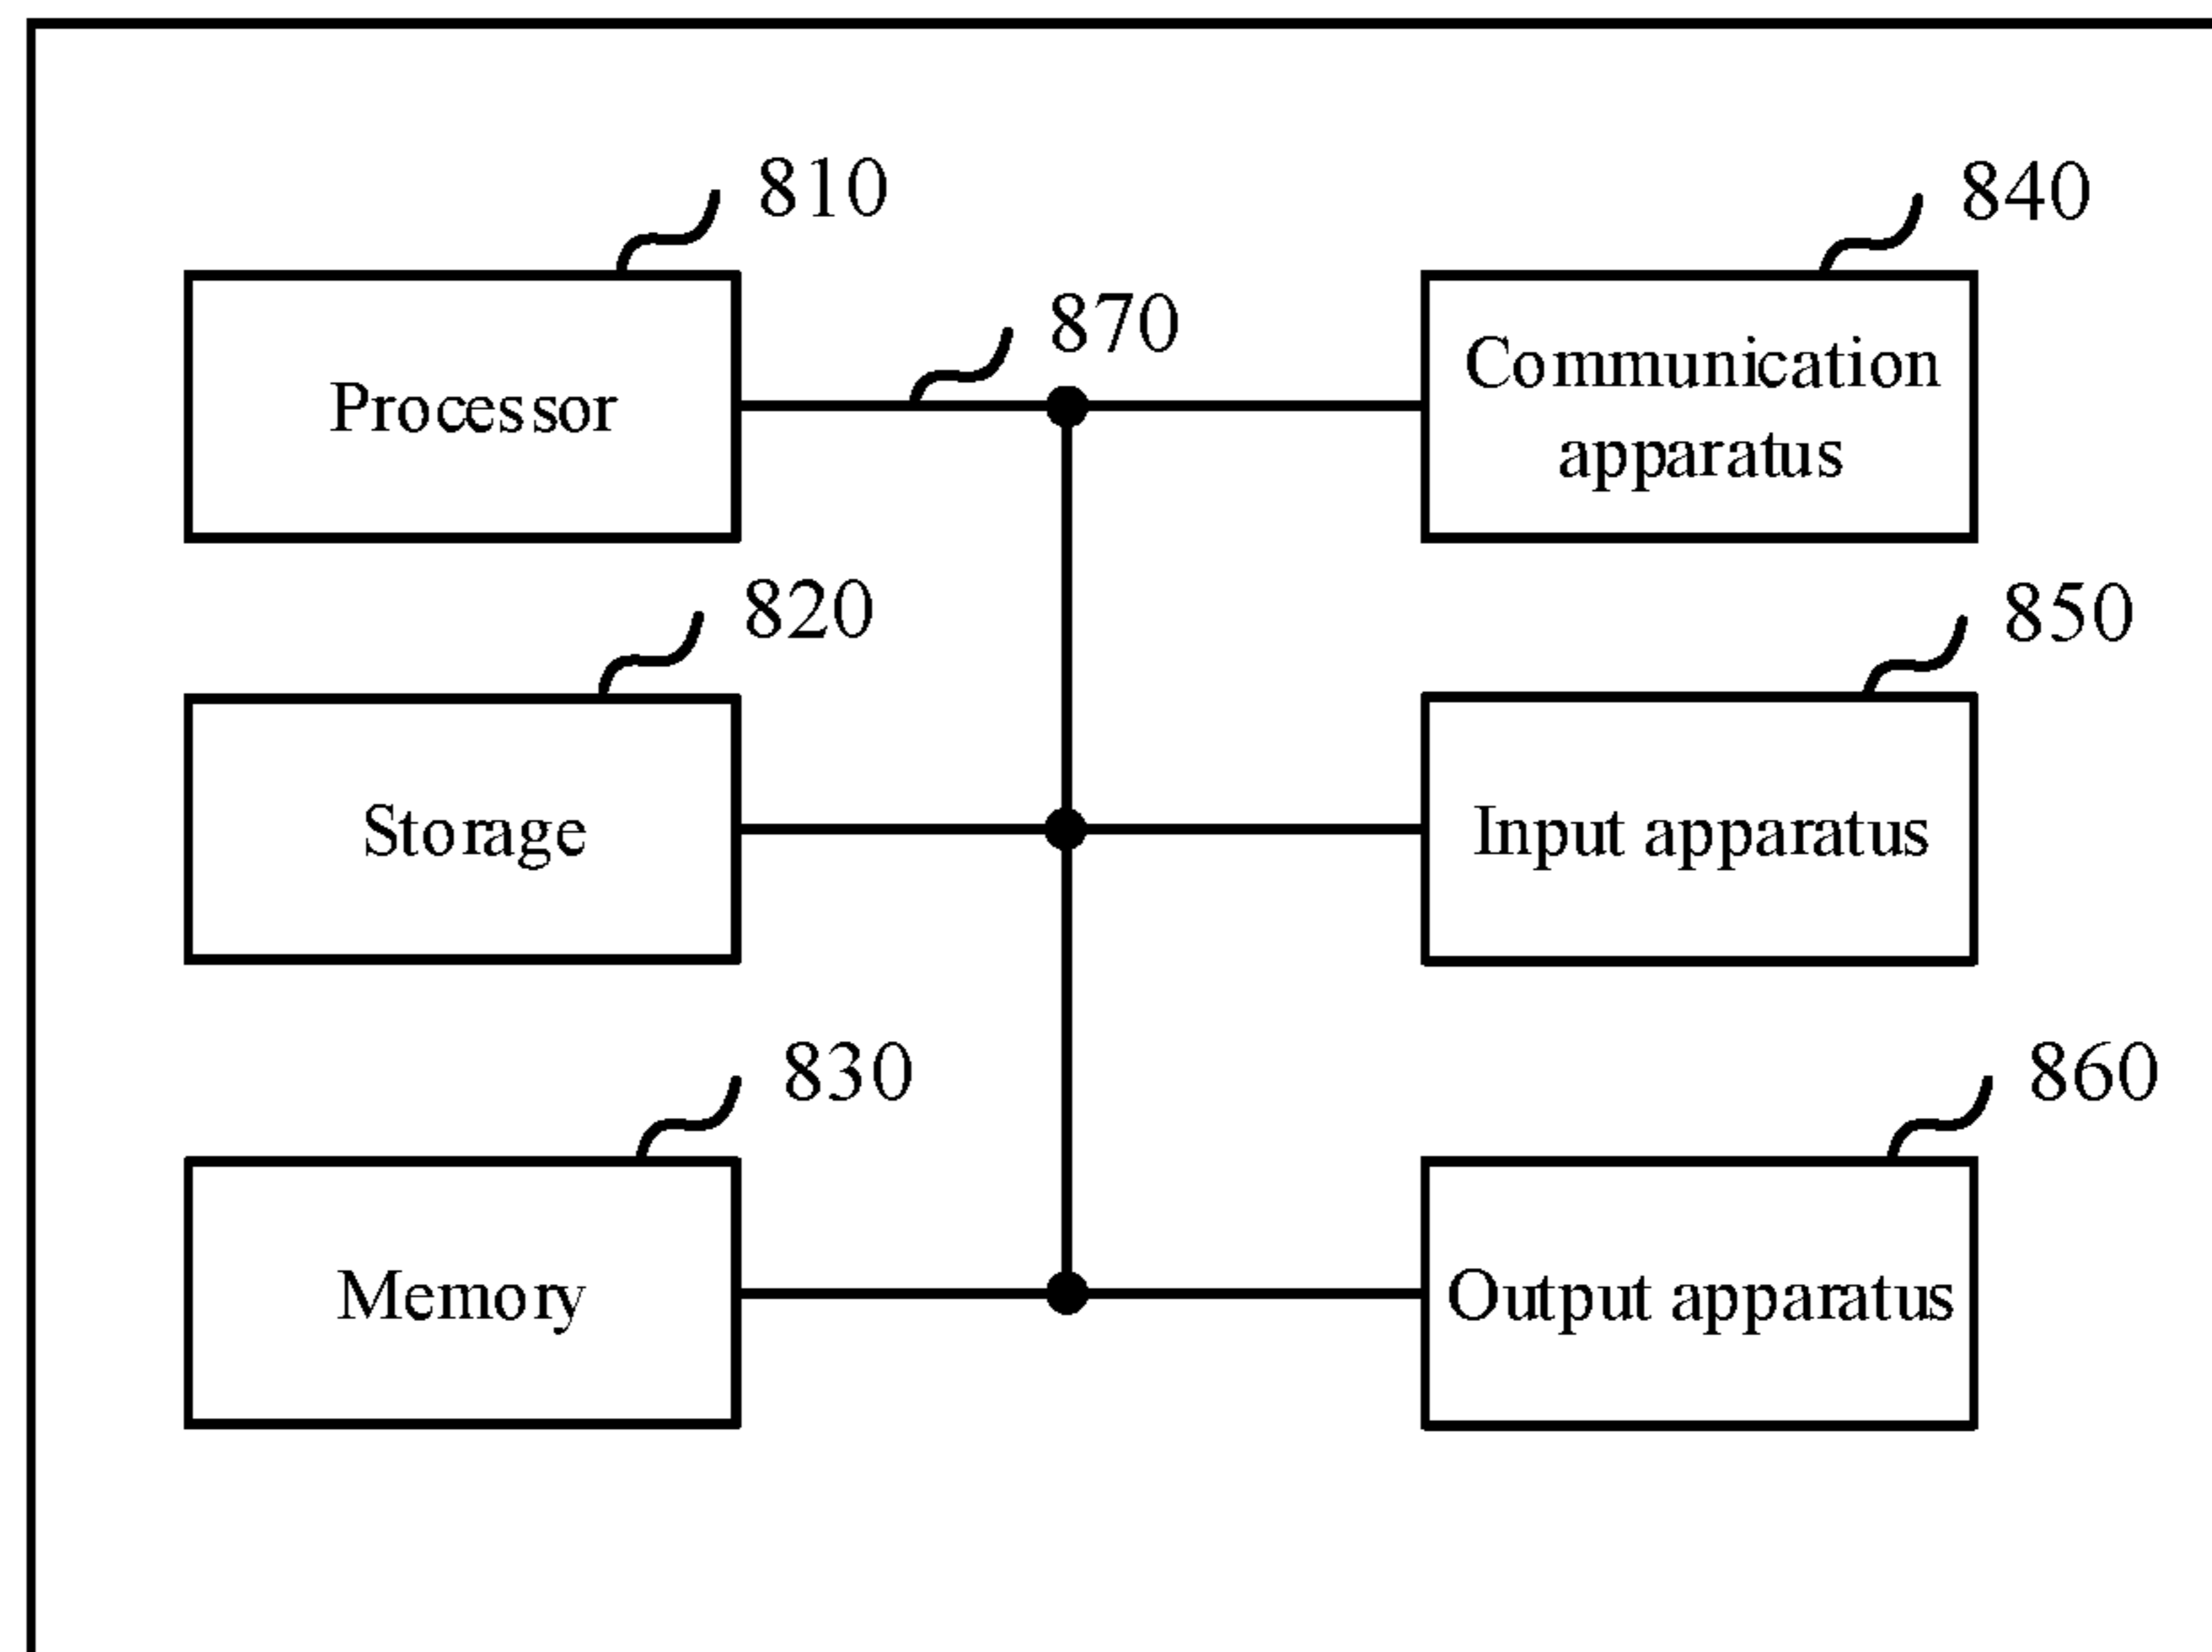 810
840
870
Processor
Communication
apparatus
820
850
Storage
Input apparatus
830
860
Memory
Output apparatus